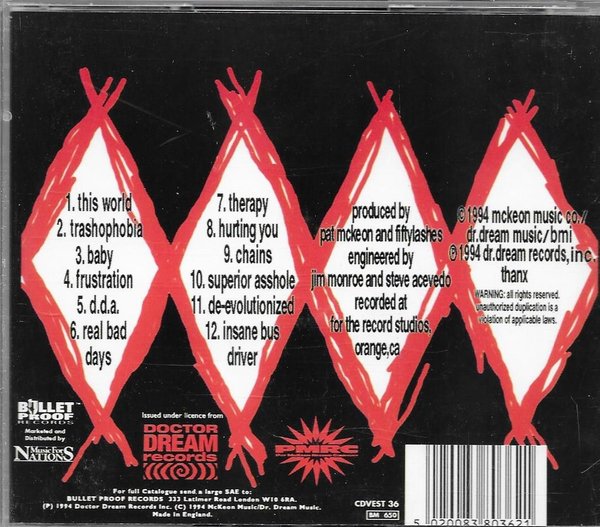 1. this world
2. trashophobia
3. baby
4. frustration
5. d.d.a.
6. real bad
days
7. therapy
8. hurting you
9. chains
10. superior asshole
11. de-evolutionized
12. insane bus
driver
produced by
pat mckeon and fiftylashes
engineered by
jim monroe and steve acevedo
recorded at
for the record studios,
orange,ca
©1994 mckeon music co./
dr.dream music/bmi
℗1994 dr.dream records,inc.
thanx
WARNING: all rights reserved.
unauthorized duplication is a
violation of applicable laws.
BULLET
PROOF
RECORDS
Marketed and
Distributed by
Music For
NATIONS
Issued under licence from
DOCTOR
DREAM
records
PMRC
For full Catalogue send a large SAE to:
BULLET PROOF RECORDS 333 Latimer Road London W10 6RA.
(P) 1994 Doctor Dream Records Inc. (C) 1994 McKeon Music/Dr. Dream Music.
Made in England.
CDVEST 36
BM 650
5 020083 103621